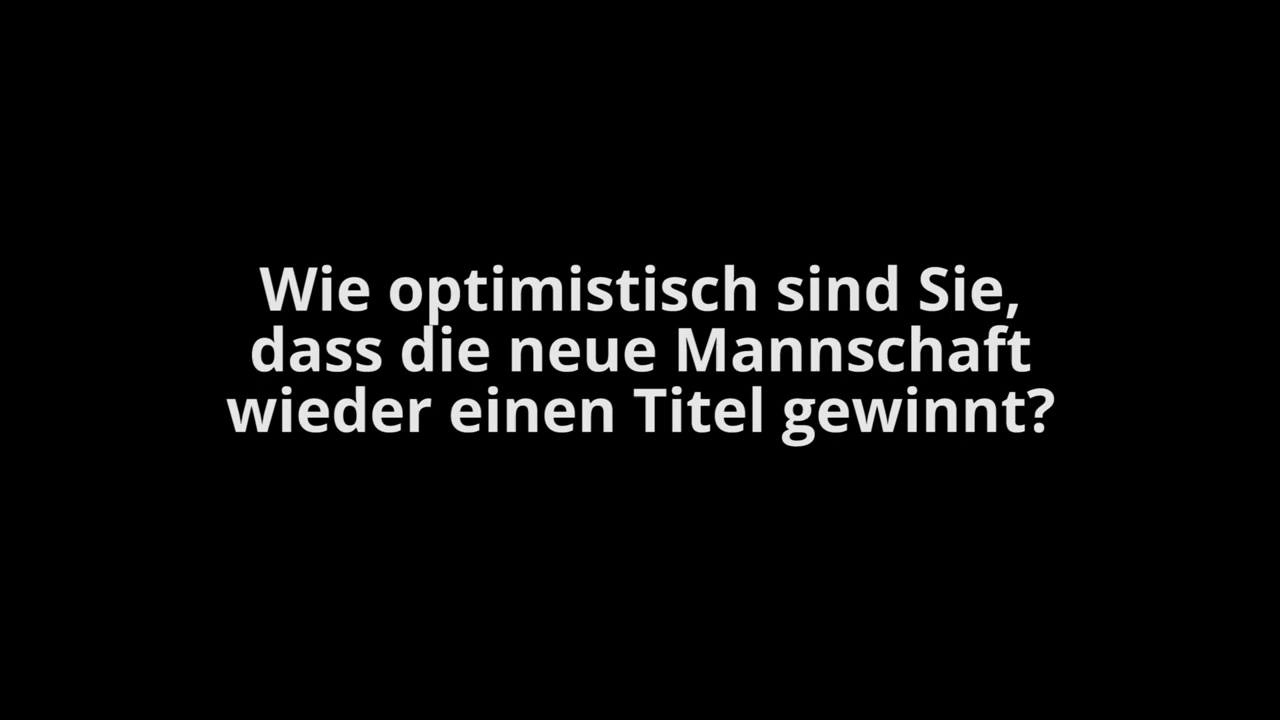 Wie optimistisch sind Sie,
dass die neue Mannschaft
wieder einen Titel gewinnt?